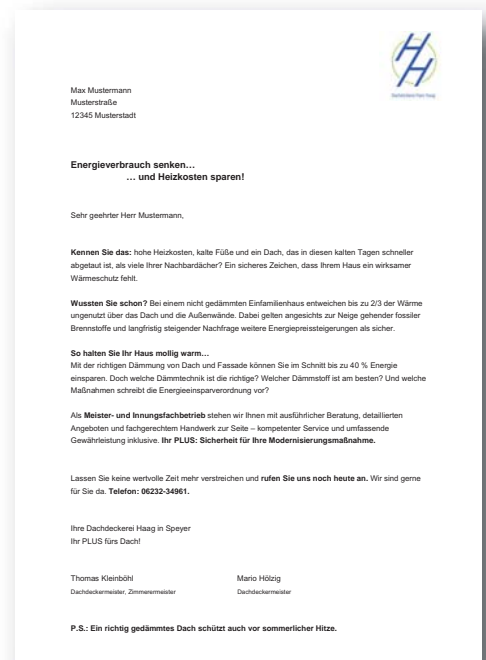 HH
Dachdeckerei Hans Haag
Max Mustermann
Musterstraße
12345 Musterstadt
Energieverbrauch senken…
… und Heizkosten sparen!
Sehr geehrter Herr Mustermann,
Kennen Sie das: hohe Heizkosten, kalte Füße und ein Dach, das in diesen kalten Tagen schneller
abgetaut ist, als viele Ihrer Nachbardächer? Ein sicheres Zeichen, dass Ihrem Haus ein wirksamer
Wärmeschutz fehlt.
Wussten Sie schon? Bei einem nicht gedämmten Einfamilienhaus entweichen bis zu 2/3 der Wärme
ungenutzt über das Dach und die Außenwände. Dabei gelten angesichts zur Neige gehender fossiler
Brennstoffe und langfristig steigender Nachfrage weitere Energiepreissteigerungen als sicher.
So halten Sie Ihr Haus mollig warm…
Mit der richtigen Dämmung von Dach und Fassade können Sie im Schnitt bis zu 40 % Energie
einsparen. Doch welche Dämmtechnik ist die richtige? Welcher Dämmstoff ist am besten? Und welche
Maßnahmen schreibt die Energieeinsparverordnung vor?
Als Meister- und Innungsfachbetrieb stehen wir Ihnen mit ausführlicher Beratung, detaillierten
Angeboten und fachgerechtem Handwerk zur Seite – kompetenter Service und umfassende
Gewährleistung inklusive. Ihr PLUS: Sicherheit für Ihre Modernisierungsmaßnahme.
Lassen Sie keine wertvolle Zeit mehr verstreichen und rufen Sie uns noch heute an. Wir sind gerne
für Sie da. Telefon: 06232-34961.
Ihre Dachdeckerei Haag in Speyer
Ihr PLUS fürs Dach!
Thomas Kleinböhl Mario Hölzig
Dachdeckermeister, Zimmerermeister Dachdeckermeister
P.S.: Ein richtig gedämmtes Dach schützt auch vor sommerlicher Hitze.